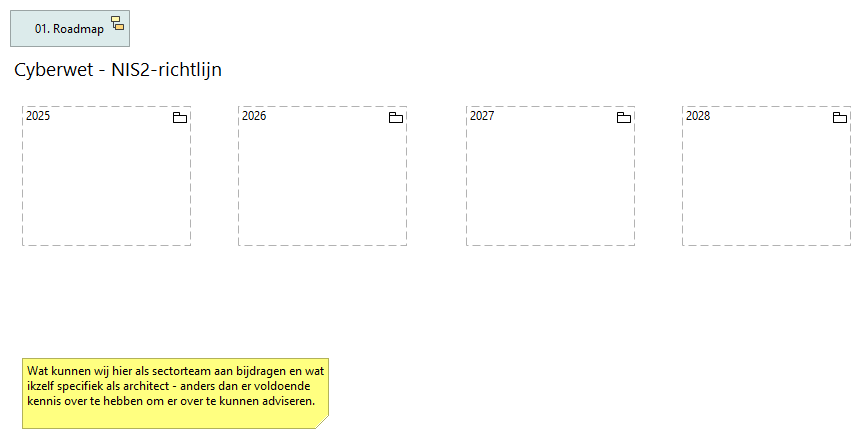 01. Roadmap
Cyberwet - NIS2-richtlijn
2025
2026
2027
2028
Wat kunnen wij hier als sectorteam aan bijdragen en wat
ikzelf specifiek als architect - anders dan er voldoende
kennis over te hebben om er over te kunnen adviseren.